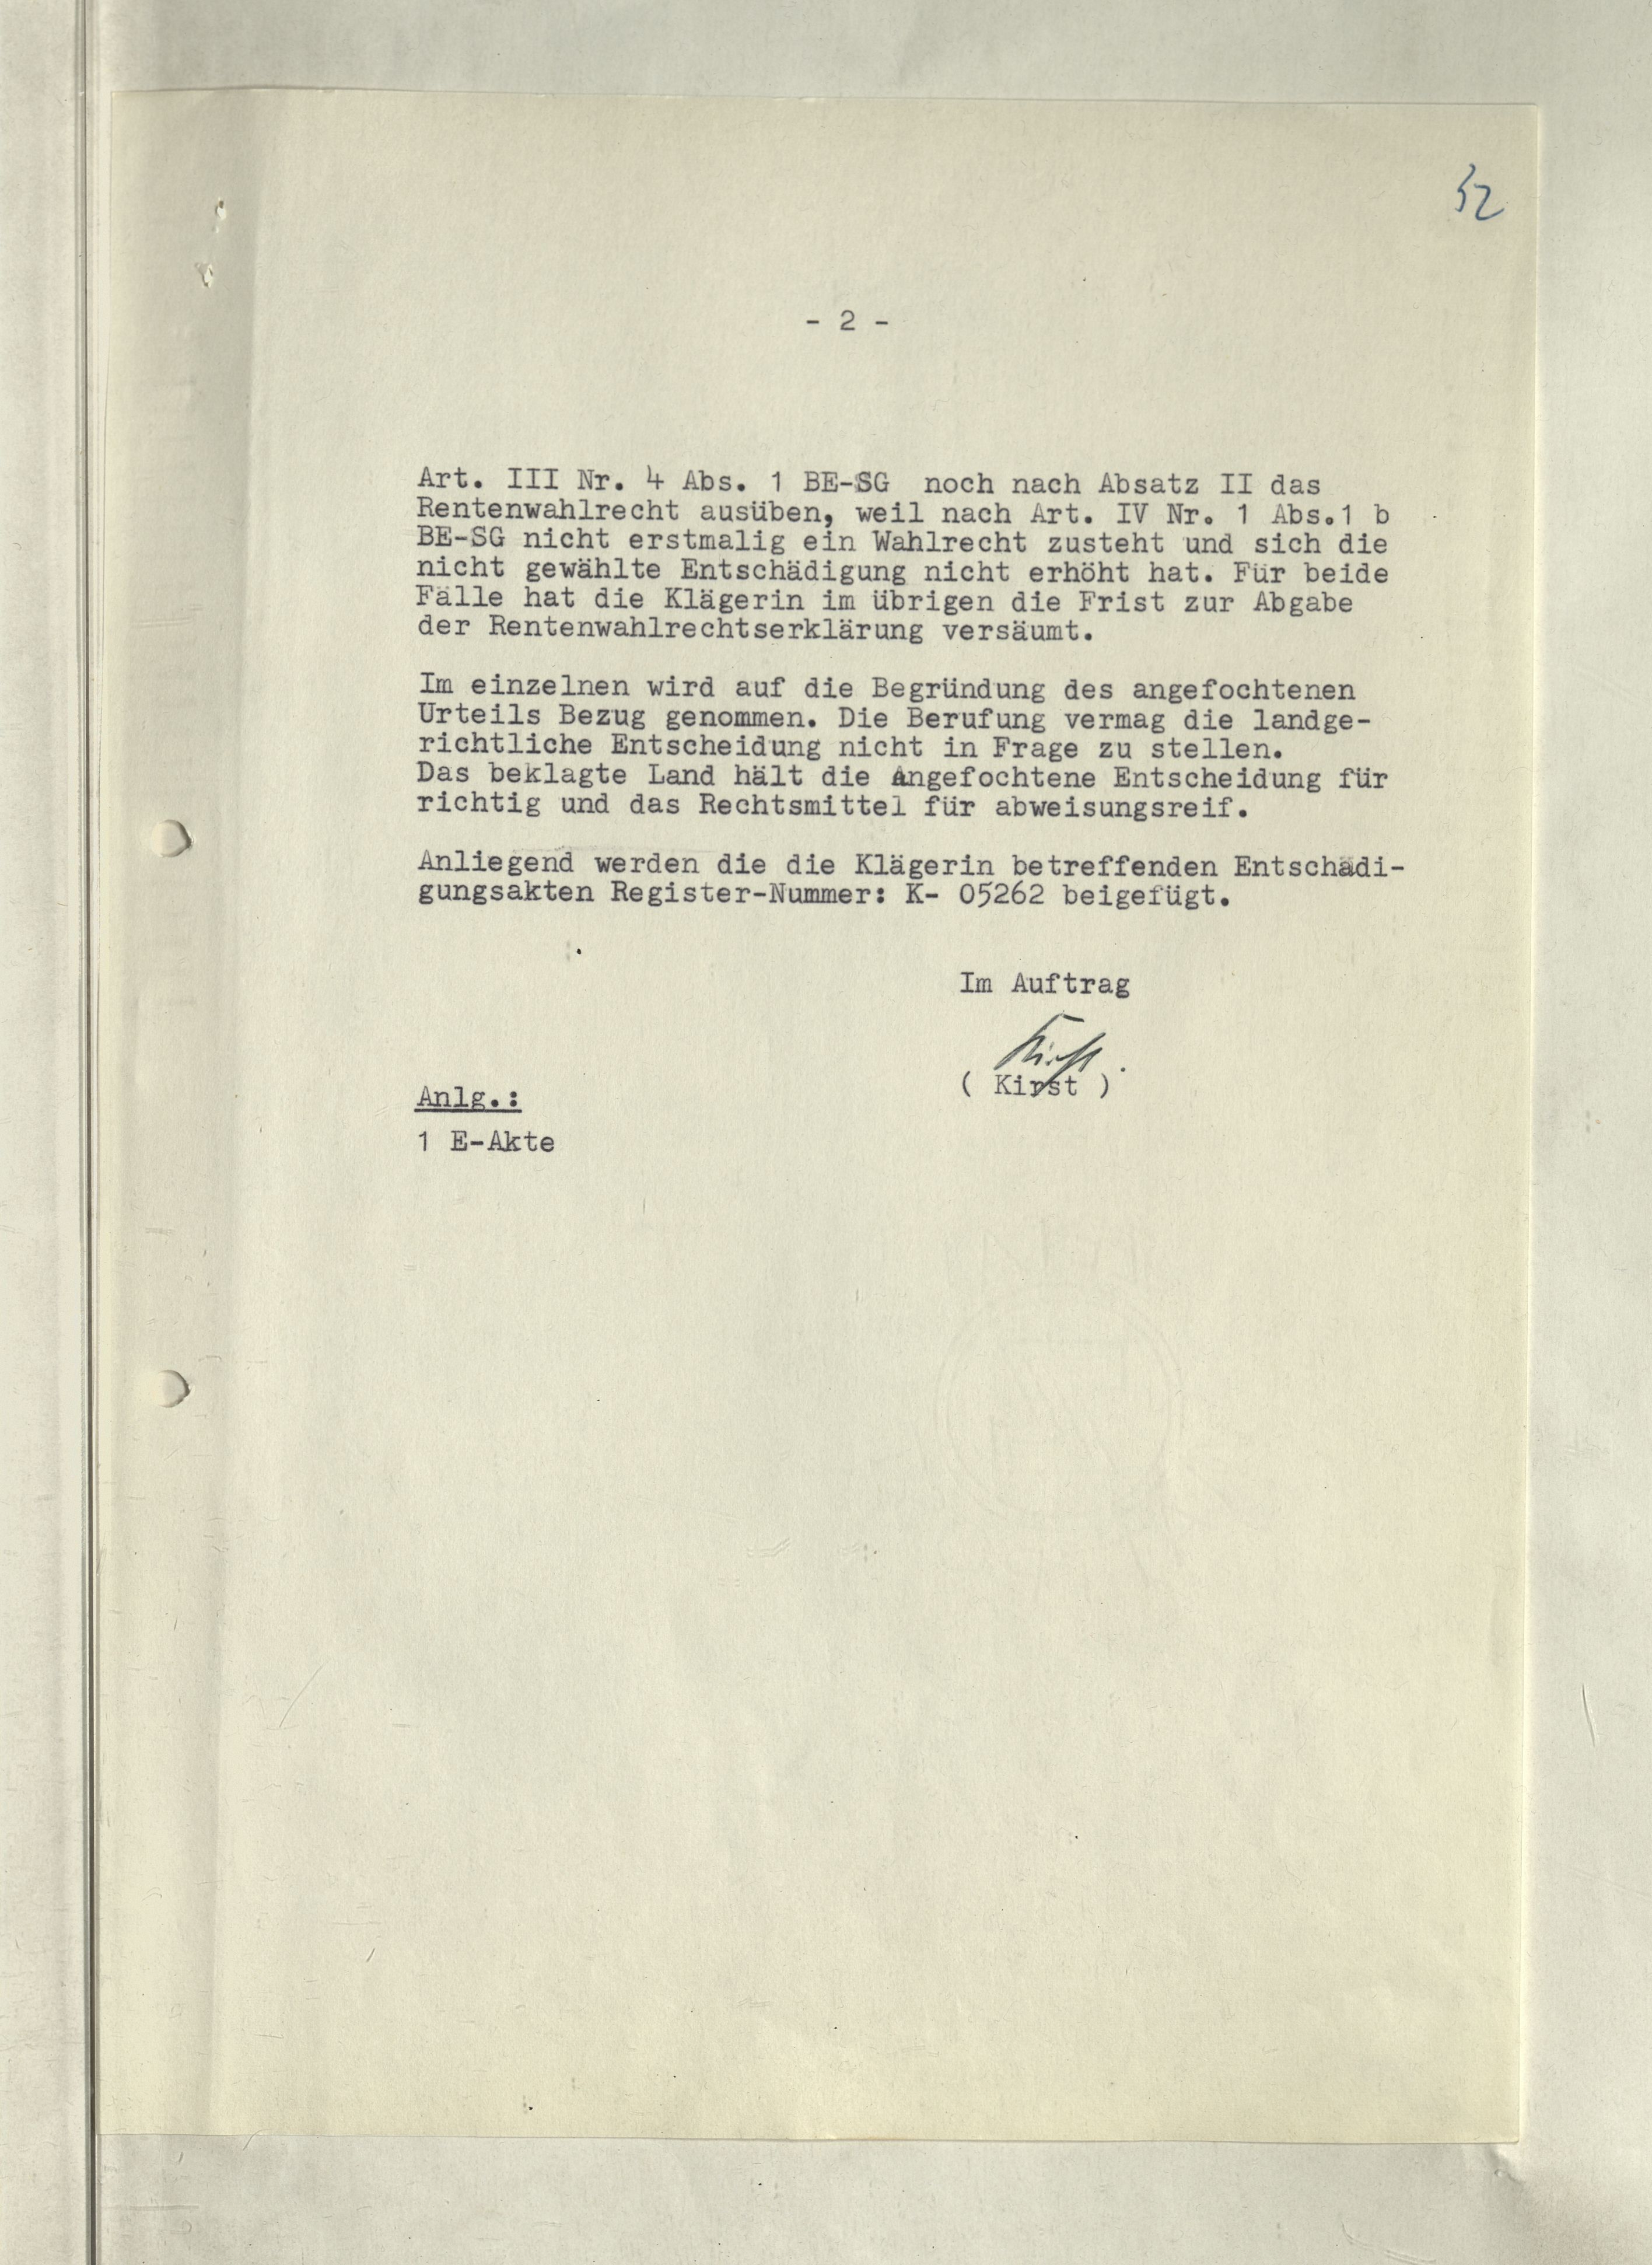 52
- 2 -
Art. III Nr. 4 Abs. 1 BE-SG noch nach Absatz II das
Rentenwahlrecht ausüben, weil nach Art. IV Nr. 1 Abs.1 b
BE-SG nicht erstmalig ein Wahlrecht zusteht und sich die
nicht gewählte Entschädigung nicht erhöht hat. Für beide
Fälle hat die Klägerin im übrigen die Frist zur Abgabe
der Rentenwahlrechtserklärung versäumt.
Im einzelnen wird auf die Begründung des angefochtenen
Urteils Bezug genommen. Die Berufung vermag die landge-
richtliche Entscheidung nicht in Frage zu stellen.
Das beklagte Land hält die Angefochtene Entscheidung für
richtig und das Rechtsmittel für abweisungsreif.
Anliegend werden die die Klägerin betreffenden Entschädi-
gungsakten Register-Nummer: K- 05262 beigefügt.
Im Auftrag
Kirst.
( Kirst )
Anlg.:
1 E-Akte